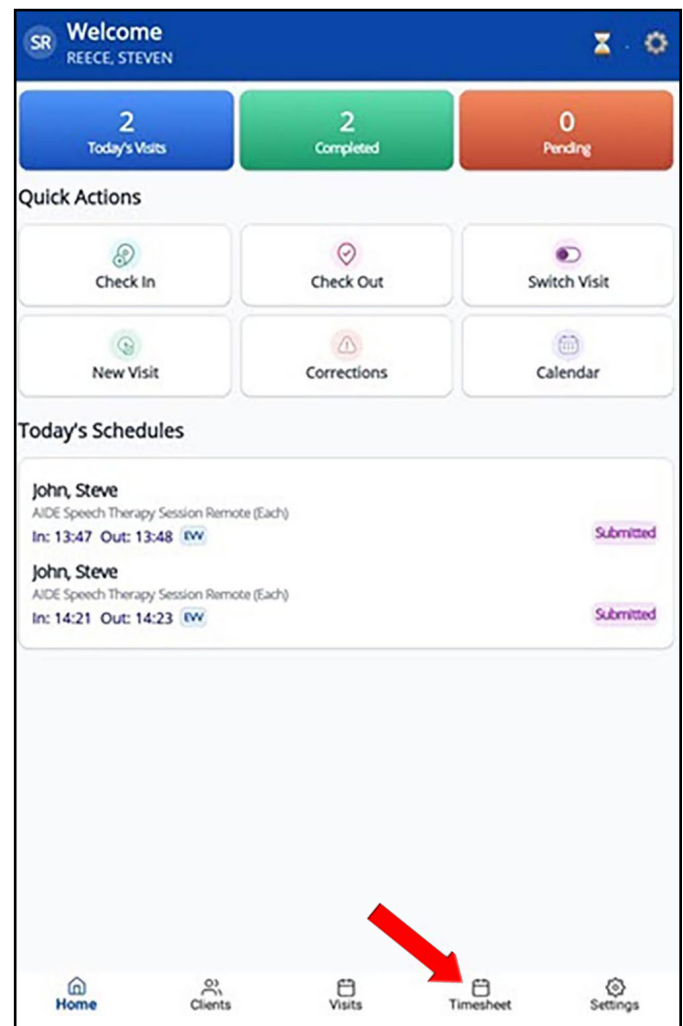 SR Welcome
REECE, STEVEN
2 2 0
Today's Visits Completed Pending
Quick Actions
Check In Check Out Switch Visit
New Visit Corrections Calendar
Today's Schedules
John, Steve
AIDE Speech Therapy Session Remote (Each)
In: 13:47 Out: 13:48 EVV Submitted
John, Steve
AIDE Speech Therapy Session Remote (Each)
In: 14:21 Out: 14:23 EVV Submitted
Home Clients Visits Timesheet Settings